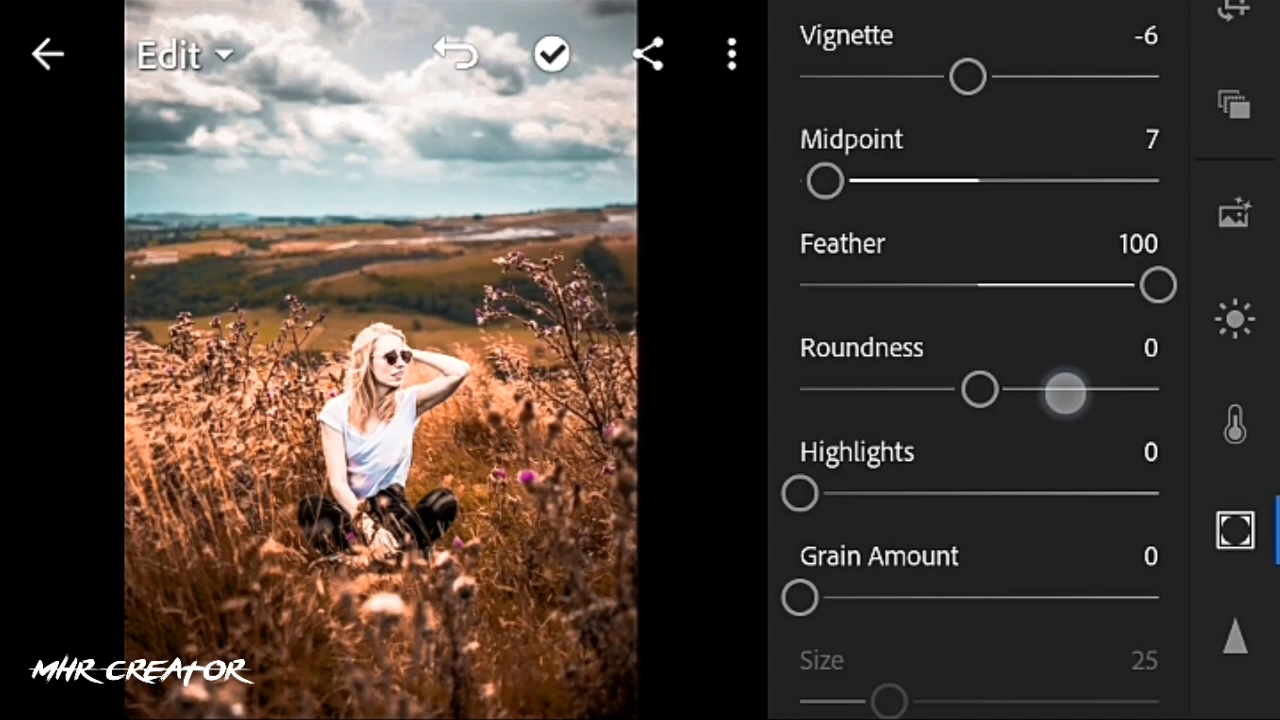 Edit
Vignette -6
Midpoint 7
Feather 100
Roundness 0
Highlights 0
Grain Amount 0
Size 25
MHR CREATOR